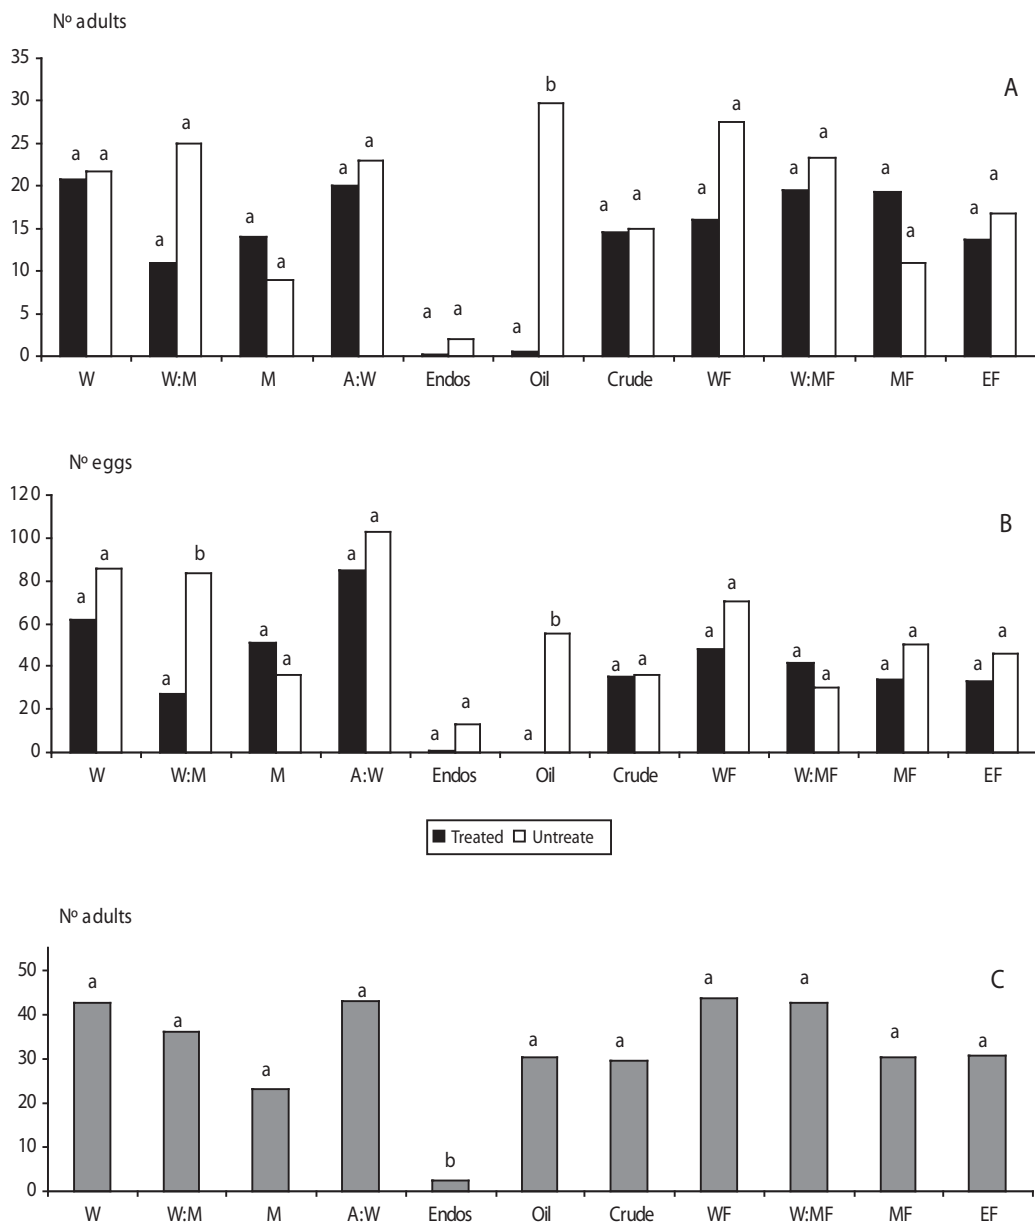 Nº adults
35
30
25
20
15
10
5
0
A
a a a a a a a a a a a b a a a a a a a a a a
W W:M M A:W Endos Oil Crude WF W:MF MF EF
Nº eggs
120
100
80
60
40
20
0
B
a a a b a a a a a a a b a a a a a a a a a a
W W:M M A:W Endos Oil Crude WF W:MF MF EF
Treated Untreate
Nº adults
50
40
30
20
10
0
C
a a a a b a a a a a a
W W:M M A:W Endos Oil Crude WF W:MF MF EF